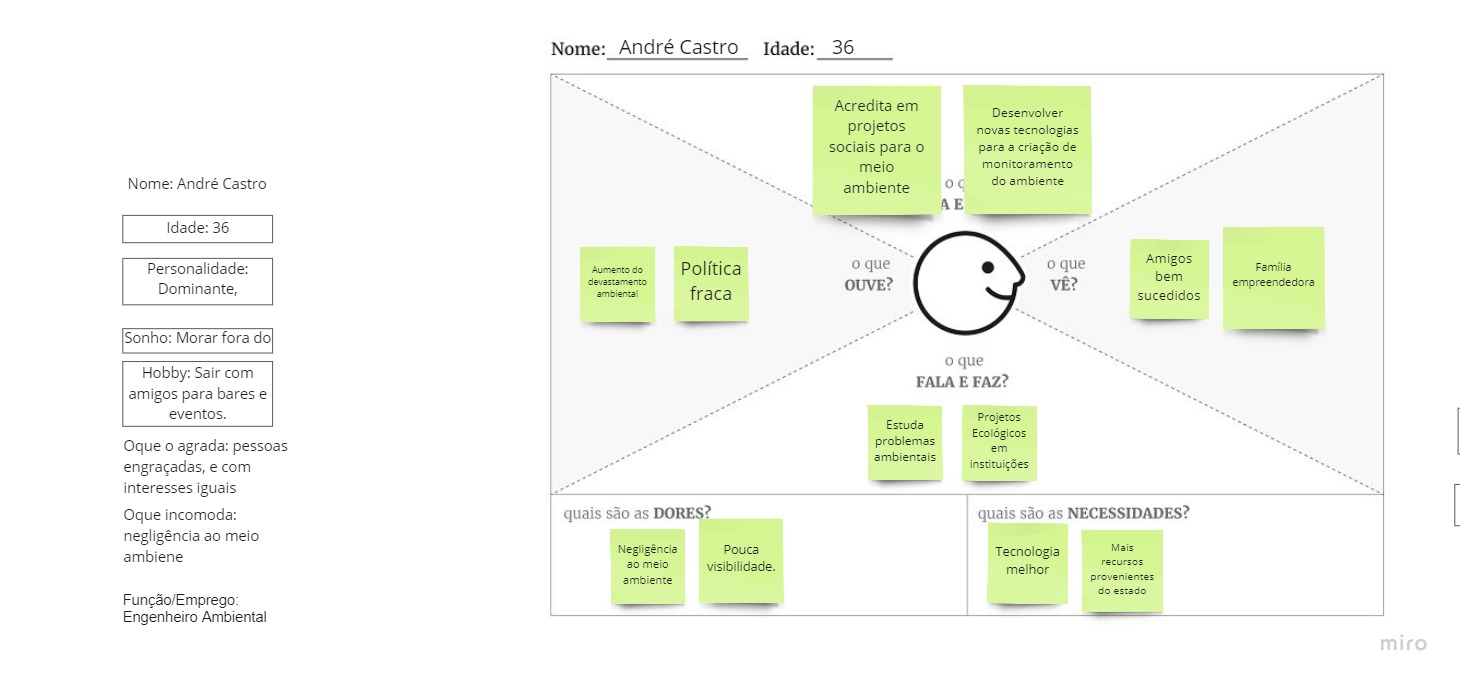 Nome: André Castro Idade: 36
Nome: André Castro
Idade: 36
Personalidade:
Dominante,
Sonho: Morar fora do
Hobby: Sair com
amigos para bares e
eventos.
Oque o agrada: pessoas
engraçadas, e com
interesses iguais
Oque incomoda:
negligência ao meio
ambiene
Função/Emprego:
Engenheiro Ambiental
Acredita em
projetos
sociais para o
meio
ambiente
Desenvolver
novas tecnologias
para a criação de
monitoramento
do ambiente
o q
A E
o que
OUVE?
Aumento do
devastamento
ambiental
Política
fraca
o que
VÊ?
Amigos
bem
sucedidos
Família
empreendedora
o que
FALA E FAZ?
Estuda
problemas
ambientais
Projetos
Ecológicos
em
instituições
quais são as DORES?
Negligência
ao meio
ambiente
Pouca
visibilidade.
quais são as NECESSIDADES?
Tecnologia
melhor
Mais
recursos
provenientes
do estado
miro